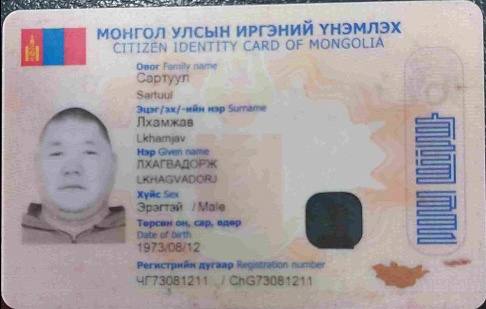 МОНГОЛ УЛСЫН ИРГЭНИЙ ҮНЭМЛЭХ
CITIZEN IDENTITY CARD OF MONGOLIA
Овог Family name
Сартуул
Sartuul
Эцэг/эх/-ийн нэр Surname
Лхамжав
Lkhamjav
Нэр Given name
ЛХАГВАДОРЖ
LKHAGVADORJ
Хүйс Sex
Эрэгтэй / Male
Төрсөн он, сар, өдөр
Date of birth
1973/08/12
Регистрийн дугаар Registration number
ЧГ73081211 / ChG73081211